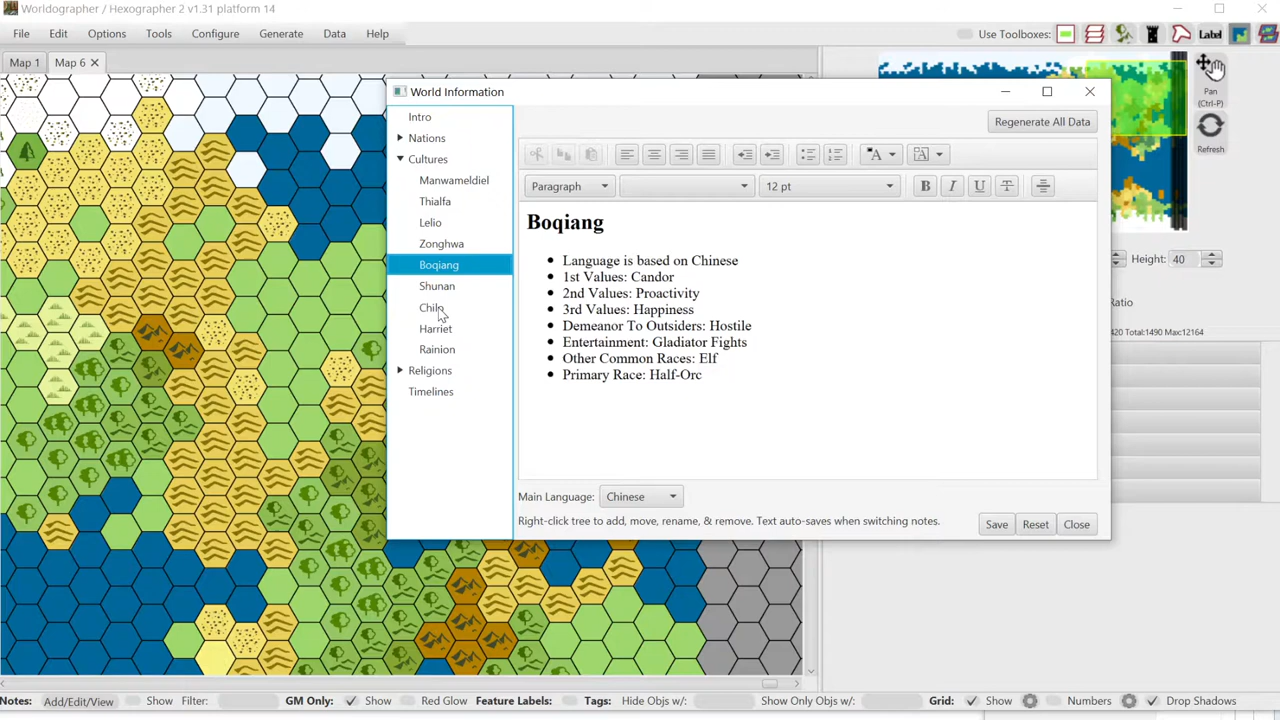 Worldographer / Hexographer 2 v1.31 platform 14
File Edit Options Tools Configure Generate Data Help
Use Toolboxes: Label
Map 1 Map 6
Pan
(Ctrl-P)
Refresh
Height: 40
Ratio
420 Total:1490 Max:12164
World Information
Intro
Nations
Cultures
Manwameldiel
Thialfa
Lelio
Zonghwa
Boqiang
Shunan
Chilo
Harriet
Rainion
Religions
Timelines
Regenerate All Data
A A
Paragraph 12 pt B I U T
Boqiang
Language is based on Chinese
1st Values: Candor
2nd Values: Proactivity
3rd Values: Happiness
Demeanor To Outsiders: Hostile
Entertainment: Gladiator Fights
Other Common Races: Elf
Primary Race: Half-Orc
Main Language: Chinese
Right-click tree to add, move, rename, & remove. Text auto-saves when switching notes.
Save Reset Close
Notes: Add/Edit/View Show Filter: GM Only: Show Red Glow Feature Labels: Tags: Hide Objs w/: Show Only Objs w/: Grid: Show Numbers Drop Shadows